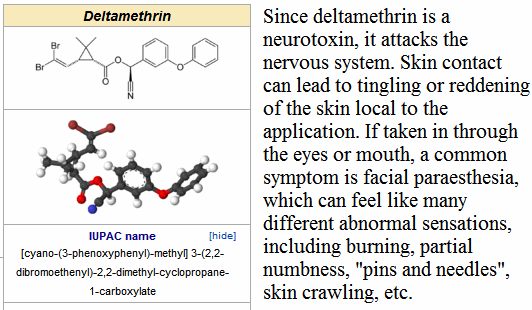 Deltamethrin
Br
Br
O
O
O
N
IUPAC name [hide]
[cyano-(3-phenoxyphenyl)-methyl] 3-(2,2-
dibromoethenyl)-2,2-dimethyl-cyclopropane-
1-carboxylate
Since deltamethrin is a
neurotoxin, it attacks the
nervous system. Skin contact
can lead to tingling or reddening
of the skin local to the
application. If taken in through
the eyes or mouth, a common
symptom is facial paraesthesia,
which can feel like many
different abnormal sensations,
including burning, partial
numbness, "pins and needles",
skin crawling, etc.